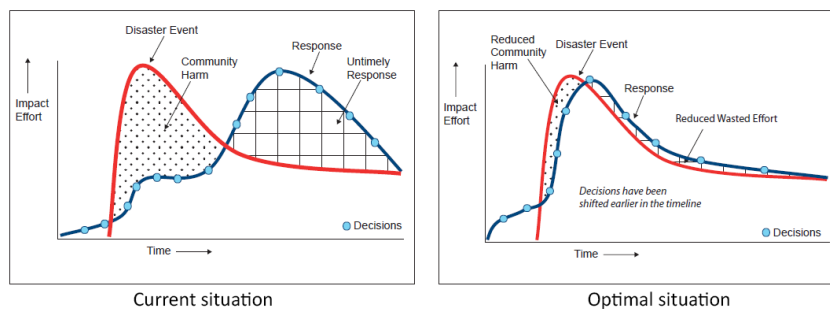 Disaster Event
Community
Harm
Response
Untimely
Response
Impact
Effort
Decisions
Time
Current situation
Reduced
Community
Harm
Disaster Event
Response
Reduced Wasted Effort
Impact
Effort
Decisions have been
shifted earlier in the timeline
Decisions
Time
Optimal situation